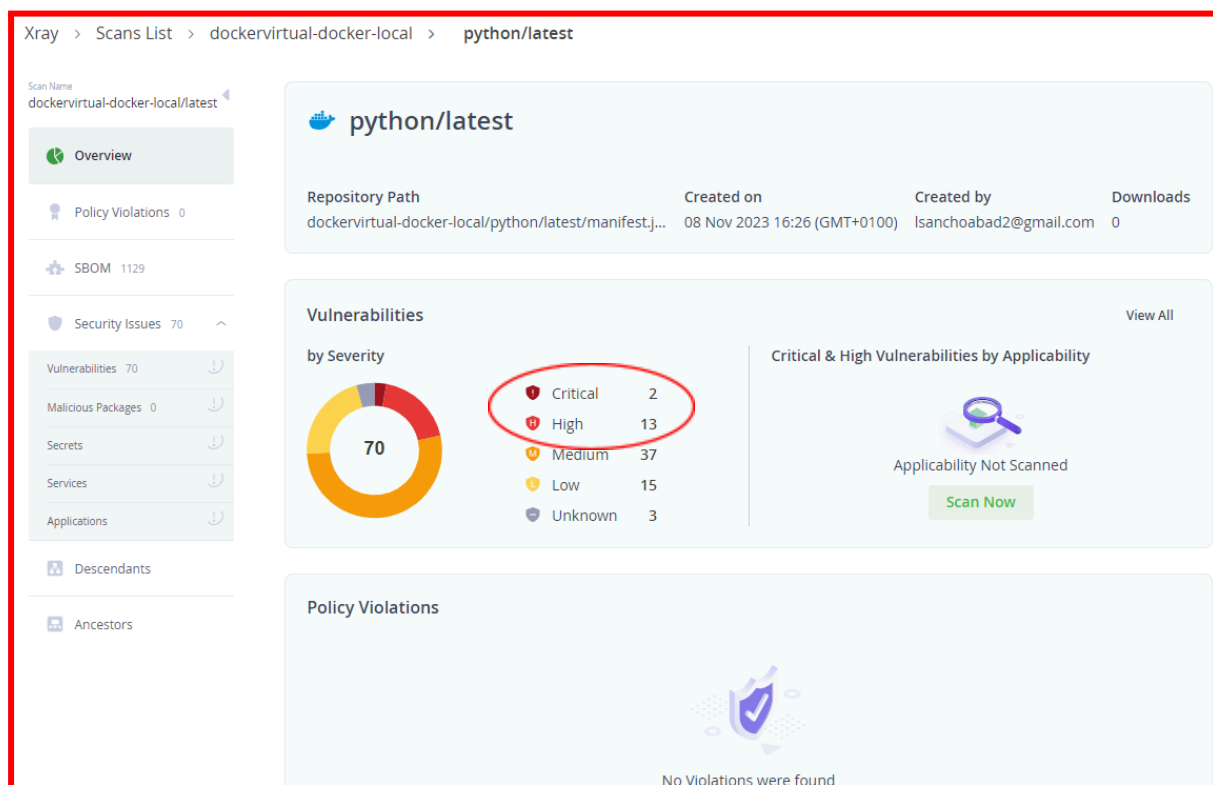 Xray > Scans List > dockervirtual-docker-local > python/latest
Scan Name
dockervirtual-docker-local/latest
Overview
Policy Violations 0
SBOM 1129
Security Issues 70
Vulnerabilities 70
Malicious Packages 0
Secrets
Services
Applications
Descendants
Ancestors
python/latest
Repository Path Created on Created by Downloads
dockervirtual-docker-local/python/latest/manifest.j... 08 Nov 2023 16:26 (GMT+0100) lsanchoabad2@gmail.com 0
Vulnerabilities View All
by Severity
70
Critical 2
H High 13
M Medium 37
L Low 15
Unknown 3
Critical & High Vulnerabilities by Applicability
Applicability Not Scanned
Scan Now
Policy Violations
No Violations were found